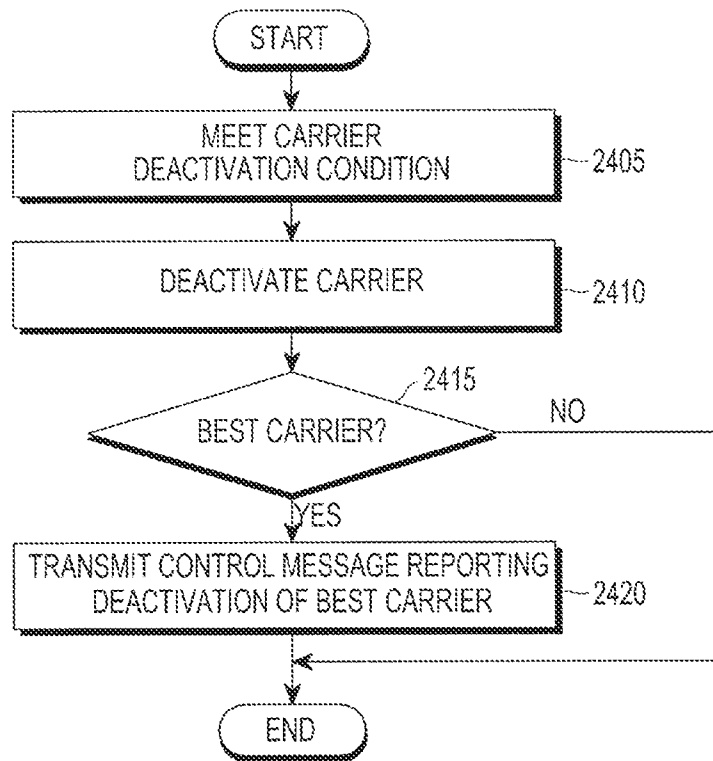 START
MEET CARRIER
DEACTIVATION CONDITION
2405
DEACTIVATE CARRIER
2410
2415
BEST CARRIER?
NO
YES
TRANSMIT CONTROL MESSAGE REPORTING
DEACTIVATION OF BEST CARRIER
2420
END